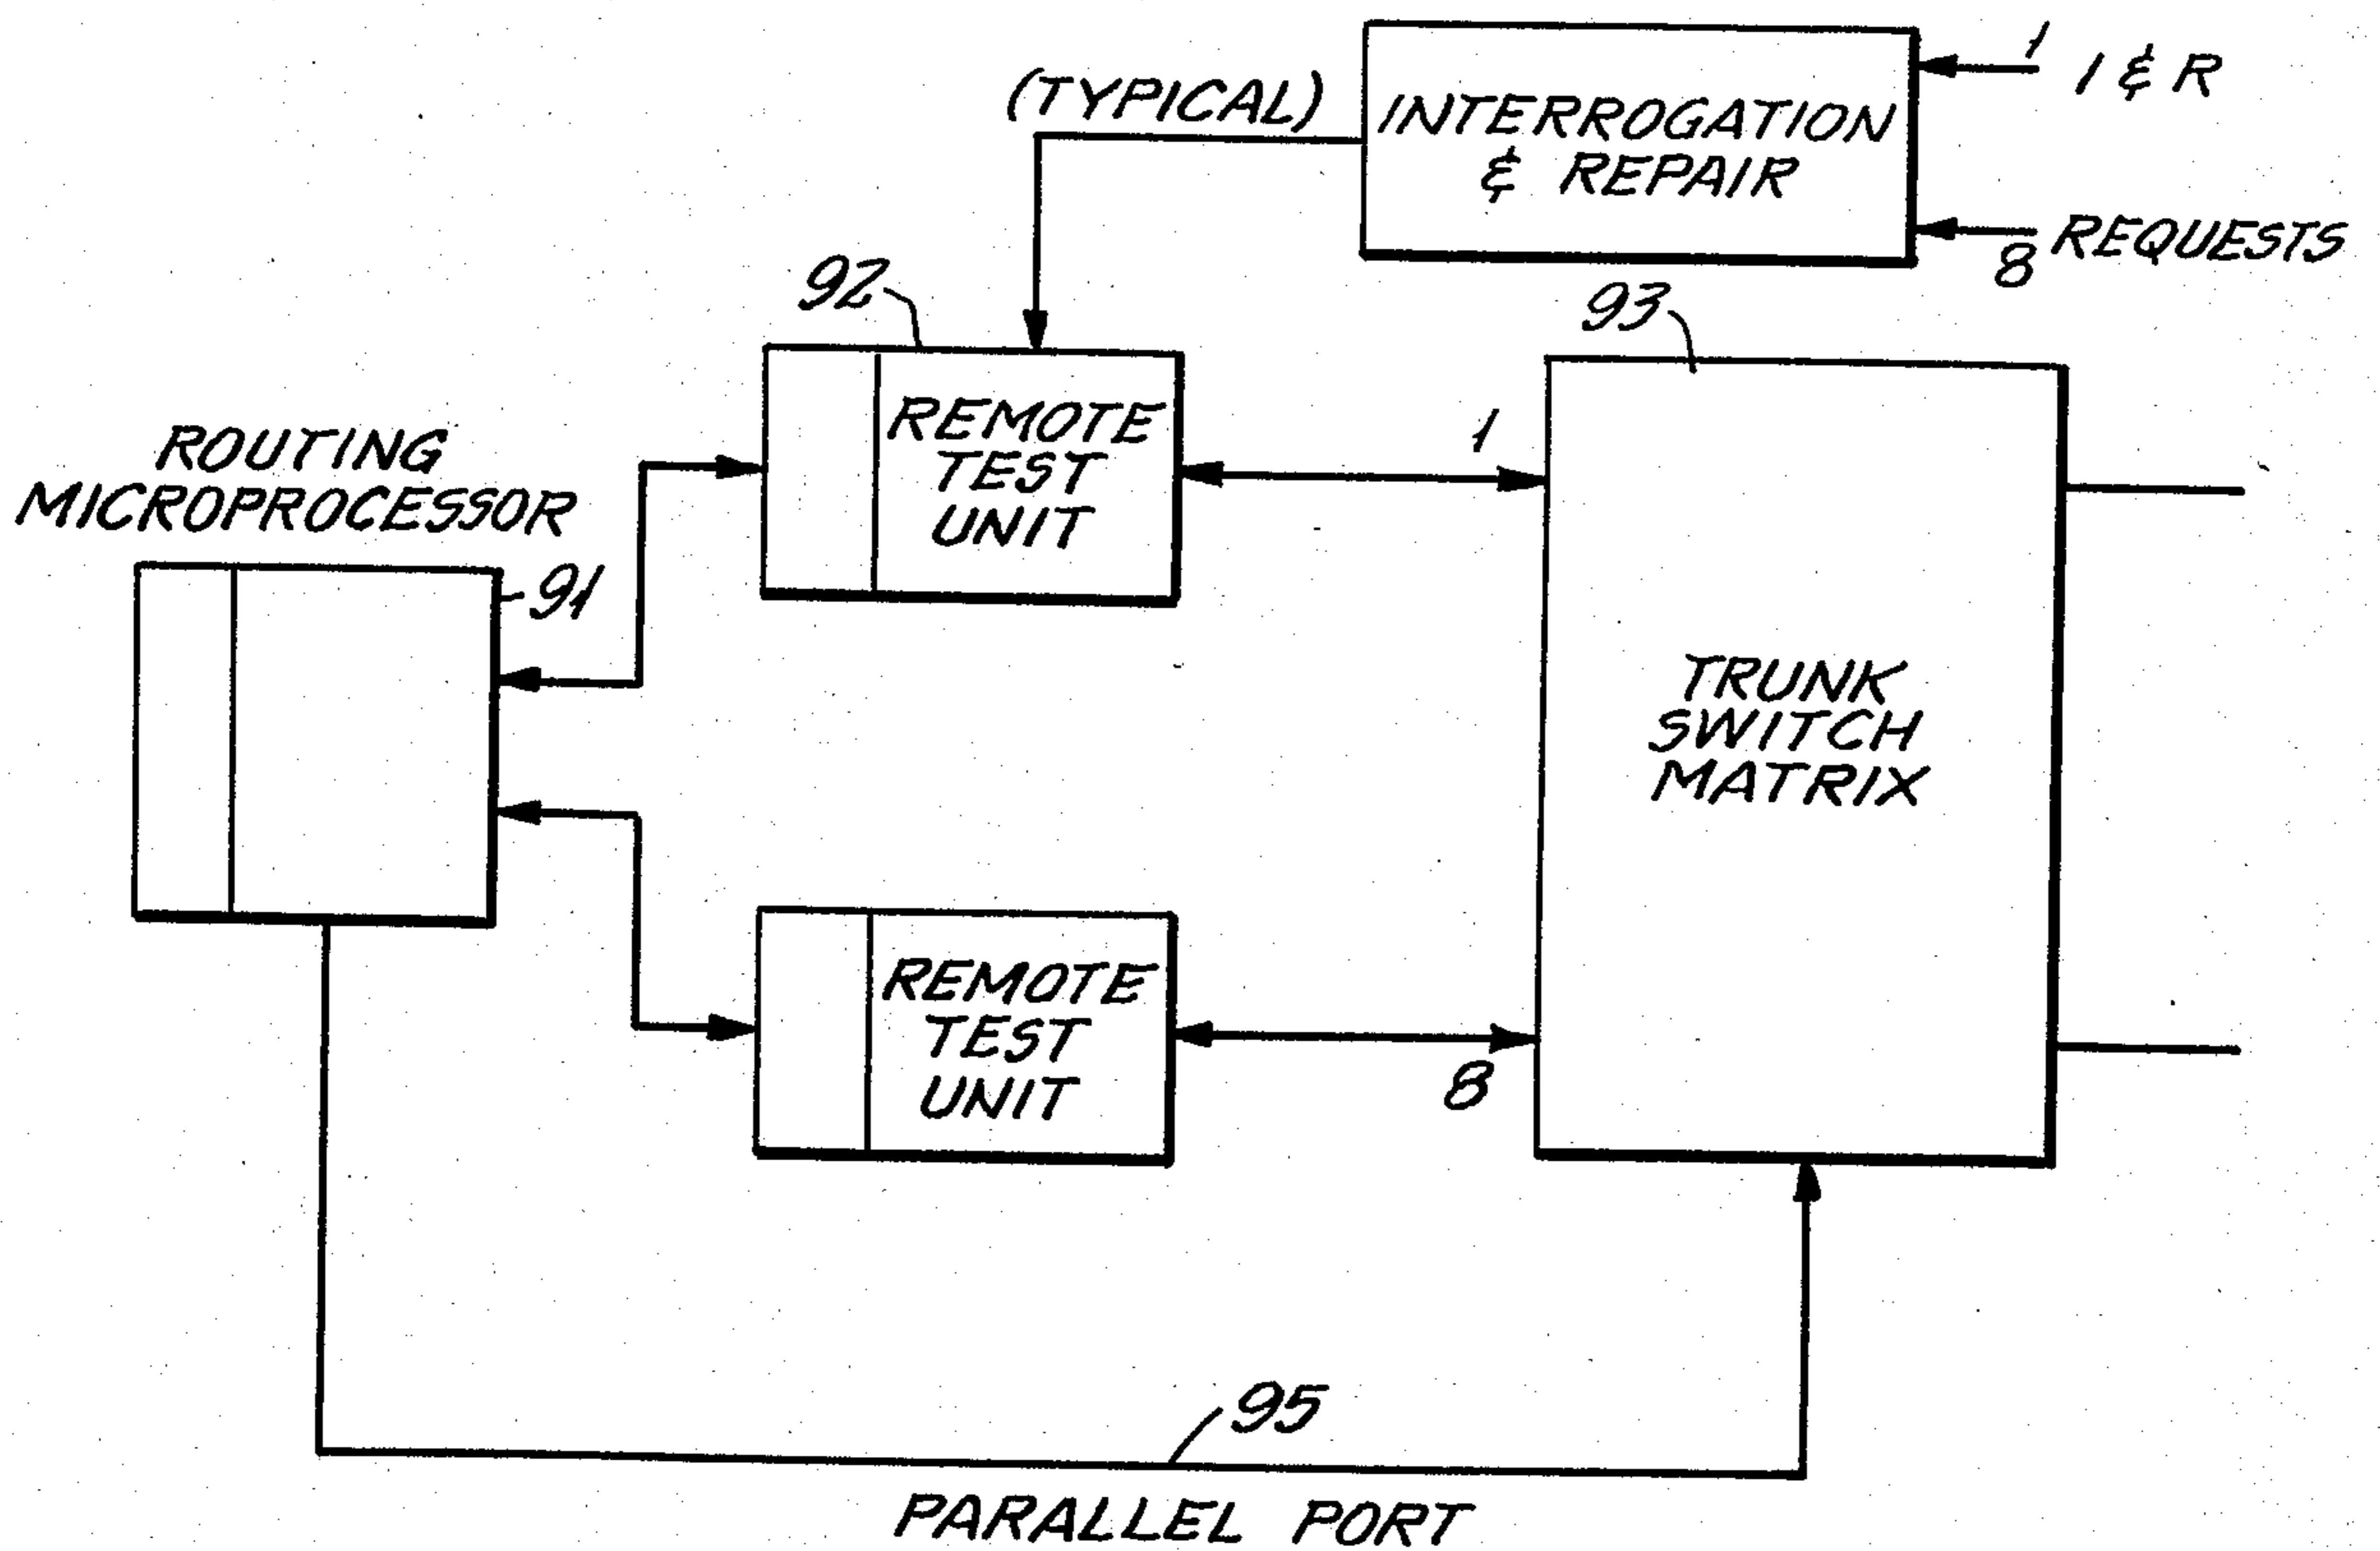 (TYPICAL)
INTERROGATION
& REPAIR
1
I & R
8
REQUESTS
92
93
REMOTE
TEST
UNIT
1
ROUTING
MICROPROCESSOR
91
TRUNK
SWITCH
MATRIX
REMOTE
TEST
UNIT
8
95
PARALLEL PORT